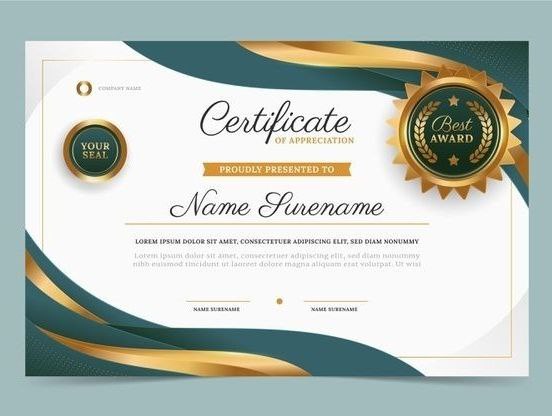 COMPANY NAME
YOUR
SEAL
Certificate
OF APPRECIATION
Best
AWARD
PROUDLY PRESENTED TO
Name Surename
LOREM IPSUM DOLOR SIT AMET, CONSECTETUER ADIPISCING ELIT, SED DIAM NONUMMY
Lorem ipsum dolor sit amet, consectetuer adipiscing elit, sed diam nonummy
nibh euismod tincidunt ut laoreet dolore magna aliquam erat volutpat. Ut wisi
NAME SURENAME
NAME SURENAME